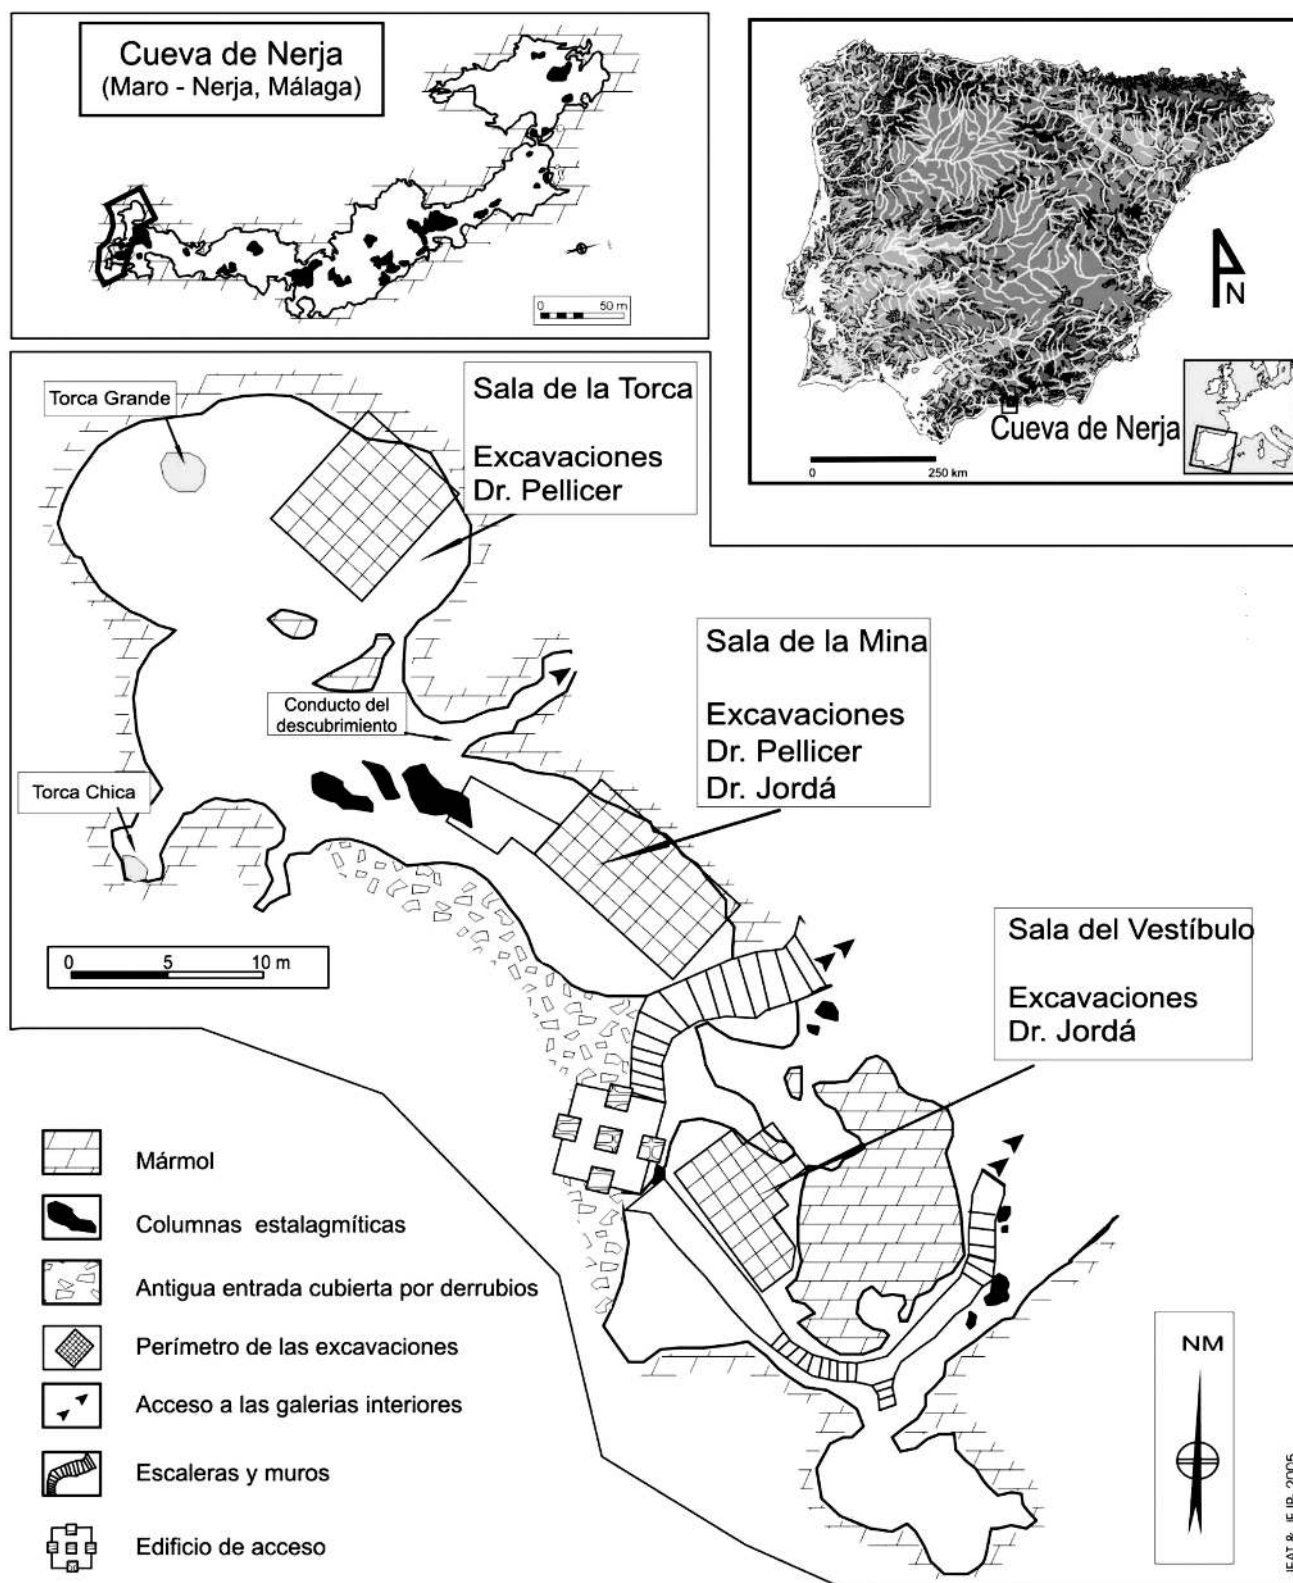 Cueva de Nerja
(Maro - Nerja, Málaga)
0 50 m
Ebro
N
Cueva de Nerja
0 250 km
Torca Grande
Sala de la Torca
Excavaciones
Dr. Pellicer
Sala de la Mina
Excavaciones
Dr. Pellicer
Dr. Jordá
Conducto del
descubrimiento
Torca Chica
0 5 10 m
Sala del Vestíbulo
Excavaciones
Dr. Jordá
Mármol
Columnas estalagmíticas
Antigua entrada cubierta por derrubios
Perímetro de las excavaciones
Acceso a las galerias interiores
Escaleras y muros
Edificio de acceso
NM
2005